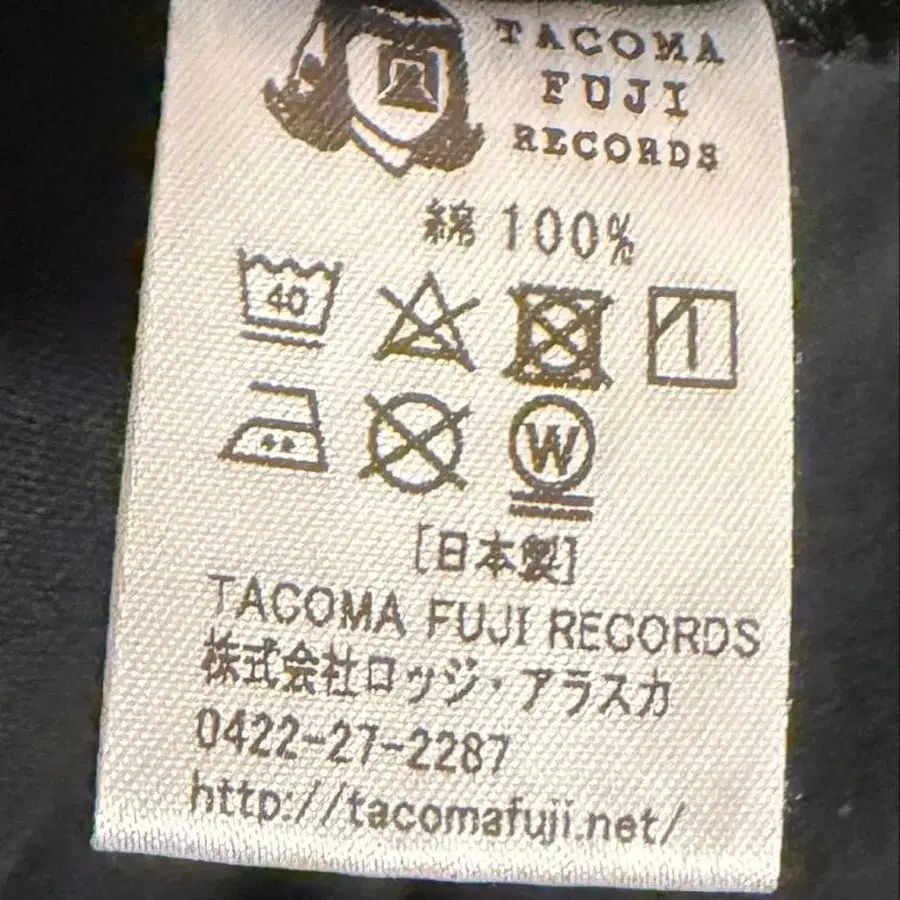 TACOMA
FUJI
RECORDS
綿 100%
40
W
[日本製]
TACOMA FUJI RECORDS
株式会社ロッジ・アラスカ
0422-27-2287
http://tacomafuji.net/